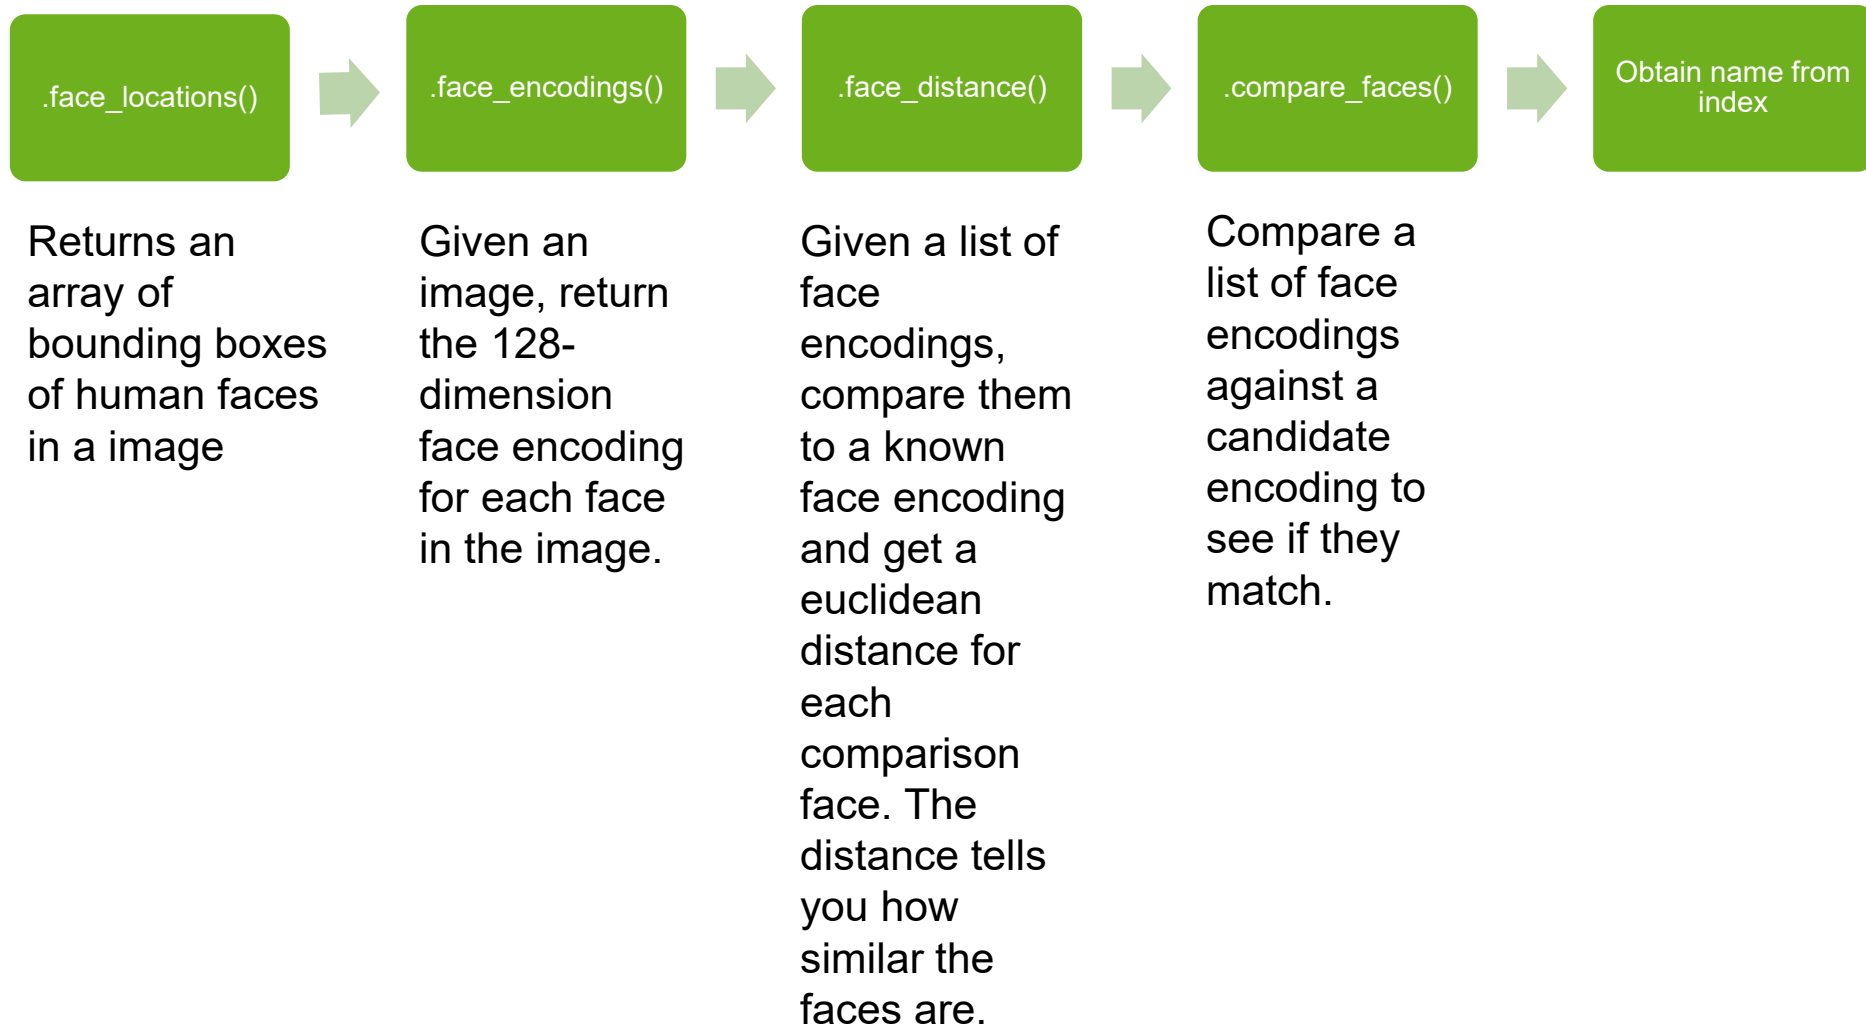 .face_locations()
.face_encodings()
.face_distance()
.compare_faces()
Obtain name from
index
Returns an
array of
bounding boxes
of human faces
in a image
Given an
image, return
the 128-
dimension
face encoding
for each face
in the image.
Given a list of
face
encodings,
compare them
to a known
face encoding
and get a
euclidean
distance for
each
comparison
face. The
distance tells
you how
similar the
faces are.
Compare a
list of face
encodings
against a
candidate
encoding to
see if they
match.